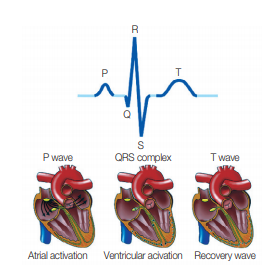 R
P
T
Q
S
P wave QRS complex T wave
Atrial activation Ventricular acivation Recovery wave